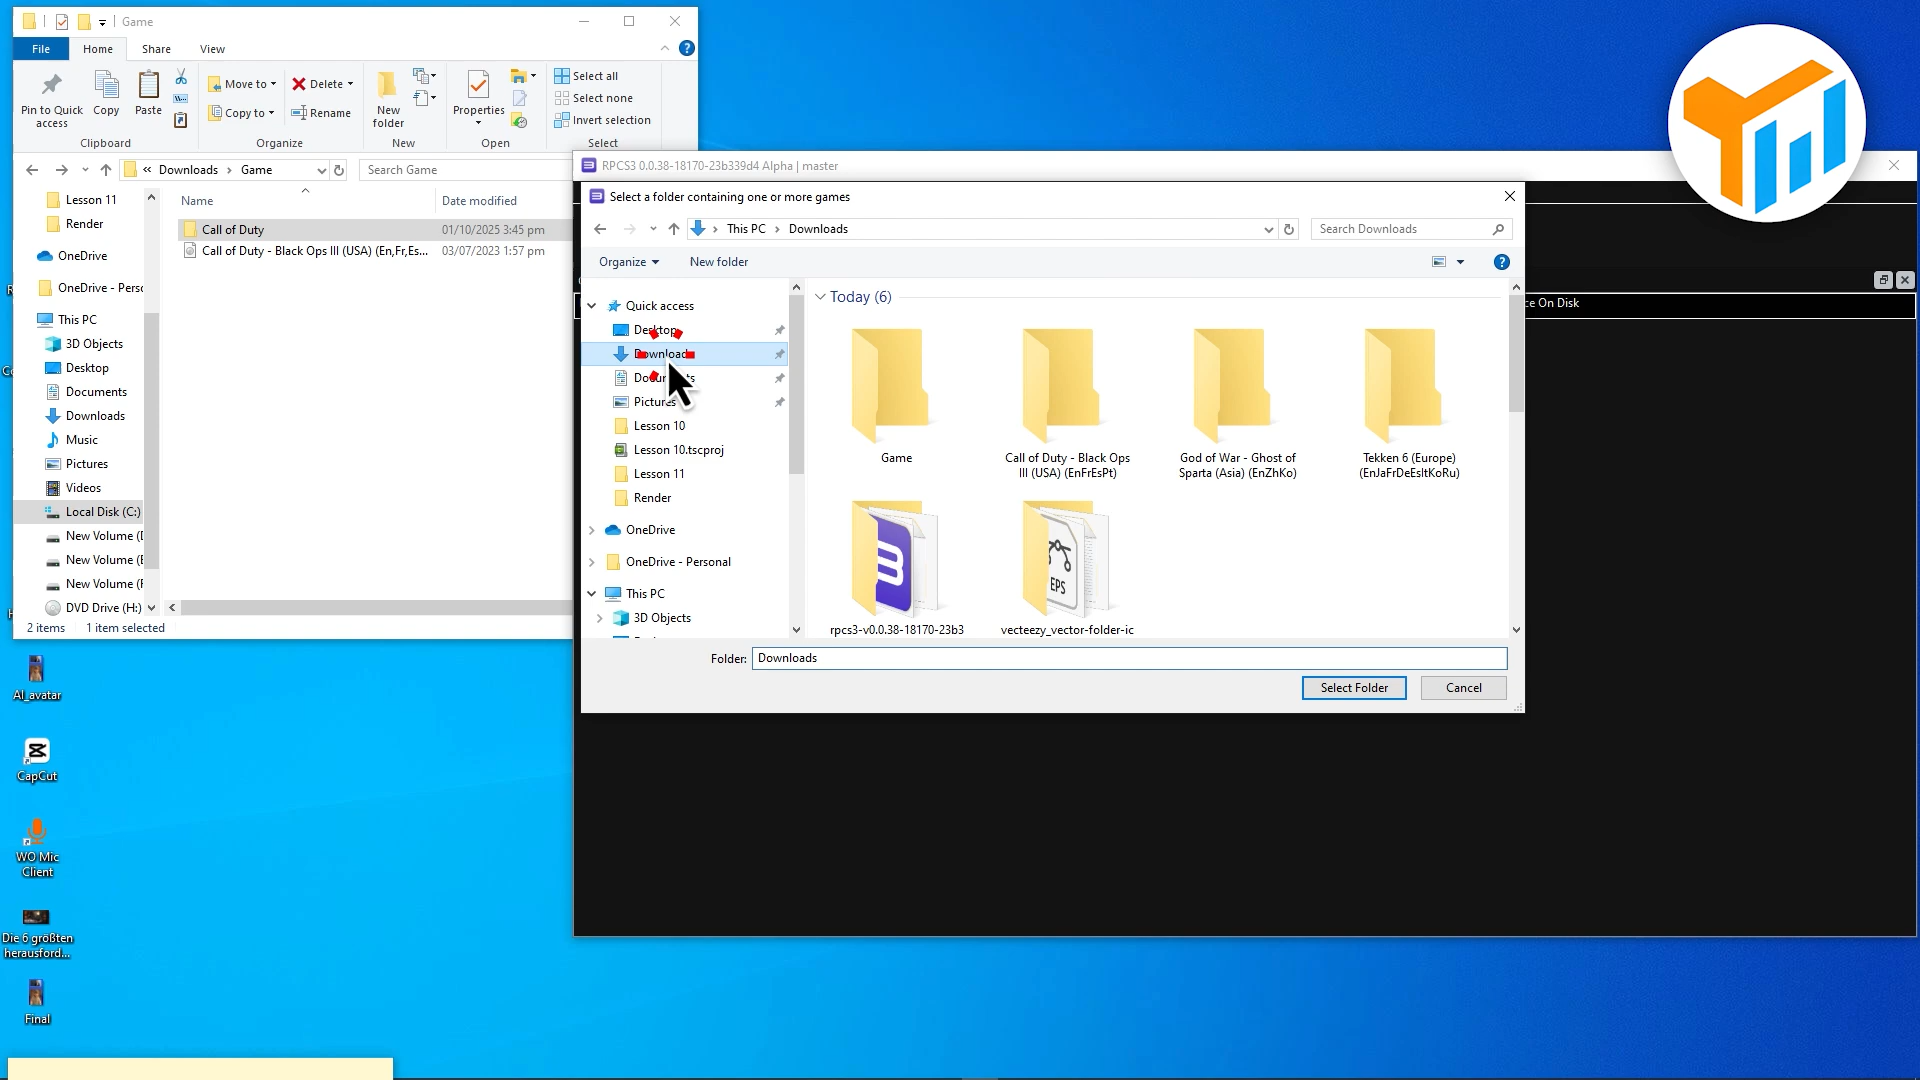 Game
File
Home
Share
View
Pin to Quick access
Copy
Paste
Move to
Copy to
Delete
Rename
New folder
Properties
Select all
Select none
Invert selection
Clipboard
Organize
New
Open
Select
« Downloads › Game
Search Game
Lesson 11
Render
OneDrive
OneDrive - Pers
This PC
3D Objects
Desktop
Documents
Downloads
Music
Pictures
Videos
Local Disk (C:)
New Volume (
New Volume (
New Volume (
DVD Drive (H:)
Name
Date modified
Call of Duty
01/10/2025 3:45 pm
Call of Duty - Black Ops III (USA) (En,Fr,Es...
03/07/2023 1:57 pm
2 items
1 item selected
RPCS3 0.0.38-18170-23b339d4 Alpha | master
Select a folder containing one or more games
This PC › Downloads
Search Downloads
Organize
New folder
Quick access
Desktop
Downloads
Documents
Pictures
Lesson 10
Lesson 10.tscproj
Lesson 11
Render
OneDrive
OneDrive - Personal
This PC
3D Objects
Today (6)
Game
Call of Duty - Black Ops
III (USA) (EnFrEsPt)
God of War - Ghost of
Sparta (Asia) (EnZhKo)
Tekken 6 (Europe)
(EnJaFrDeEsItKoRu)
EPS
rpcs3-v0.0.38-18170-23b3
vecteezy_vector-folder-ic
Folder:
Downloads
Select Folder
Cancel
On Disk
AI_avatar
CapCut
WO Mic
Client
Die 6 größten
herausford...
Final